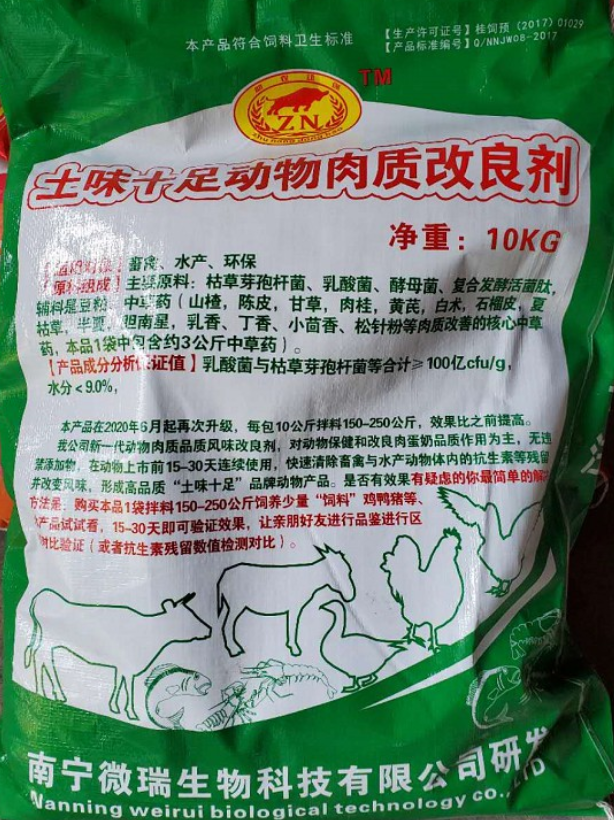 本产品符合饲料卫生标准
【生产许可证号】桂饲预（2017）01029
【产品标准编号】Q/NNJW08-2017
TM
ZN
土味十足动物肉质改良剂
净重：10KG
【适用对象】畜禽、水产、环保
【原料组成】主要原料：枯草芽孢杆菌、乳酸菌、酵母菌、复合发酵活菌肽，
辅料是豆粉、中草药（山楂，陈皮，甘草，肉桂，黄芪，白术，石榴皮，夏
枯草，半夏，胆南星，乳香、丁香、小茴香、松针粉等肉质改善的核心中草
药，本品1袋中包含约3公斤中草药）。
【产品成分分析保证值】乳酸菌与枯草芽孢杆菌等合计≥100亿cfu/g，
水分<9.0%，
本产品在2020年6月起再次升级，每包10公斤拌料150-250公斤，效果比之前提高。
我公司新一代动物肉质品质风味改良剂，对动物保健和改良肉蛋奶品质作用为主，无违
禁添加物，在动物上市前15-30天连续使用，快速清除畜禽与水产动物体内的抗生素等残留
并改变风味，形成高品质“土味十足”品牌动物产品。是否有效果有疑虑的你最简单的解
方法是：购买本品1袋拌料150-250公斤饲养少量“饲料”鸡鸭猪等、
水产品试试看，15-30天即可验证效果，让亲朋好友进行品鉴进行区
对比验证（或者抗生素残留数值检测对比）。
南宁微瑞生物科技有限公司研发
Nanning weirui biological technology co.,LTD